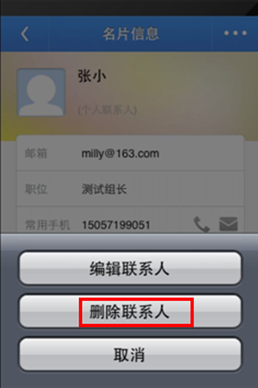 名片信息
张小
(个人联系人)
邮箱 milly@163.com
职位 测试组长
常用手机 15057199051
编辑联系人
删除联系人
取消